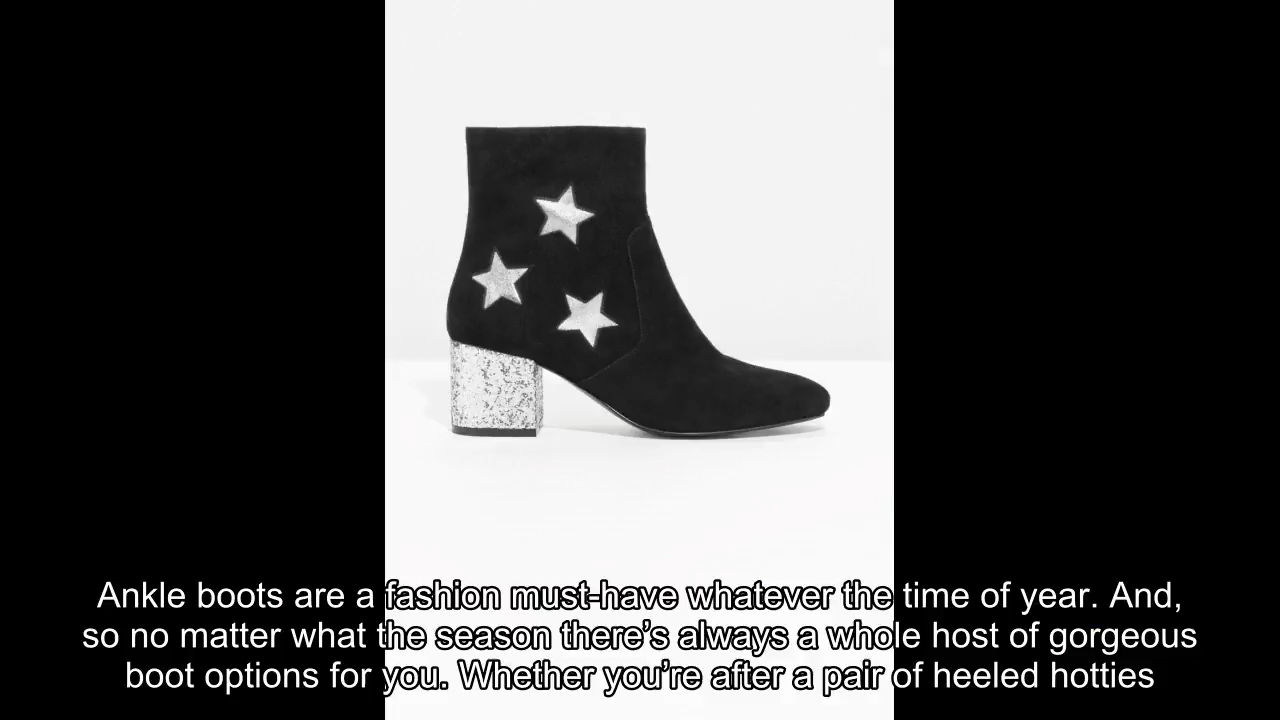 Ankle boots are a fashion must-have whatever the time of year. And,
so no matter what the season there’s always a whole host of gorgeous
boot options for you. Whether you’re after a pair of heeled hotties